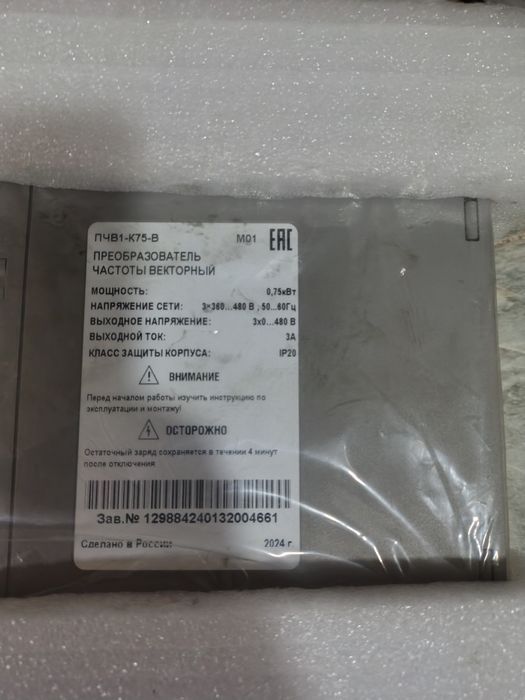 ПЧВ1-К75-В М01 EAC
ПРЕОБРАЗОВАТЕЛЬ
ЧАСТОТЫ ВЕКТОРНЫЙ
МОЩНОСТЬ: 0,75кВт
НАПРЯЖЕНИЕ СЕТИ: 3×360...480 В , 50...60Гц
ВЫХОДНОЕ НАПРЯЖЕНИЕ: 3х0...480 В
ВЫХОДНОЙ ТОК: 3А
КЛАСС ЗАЩИТЫ КОРПУСА: IP20
ВНИМАНИЕ
Перед началом работы изучить инструкцию по
эксплуатации и монтажу!
ОСТОРОЖНО
Остаточный заряд сохраняется в течении 4 минут
после отключения
Зав.№ 129884240132004661
Сделано в России 2024 г